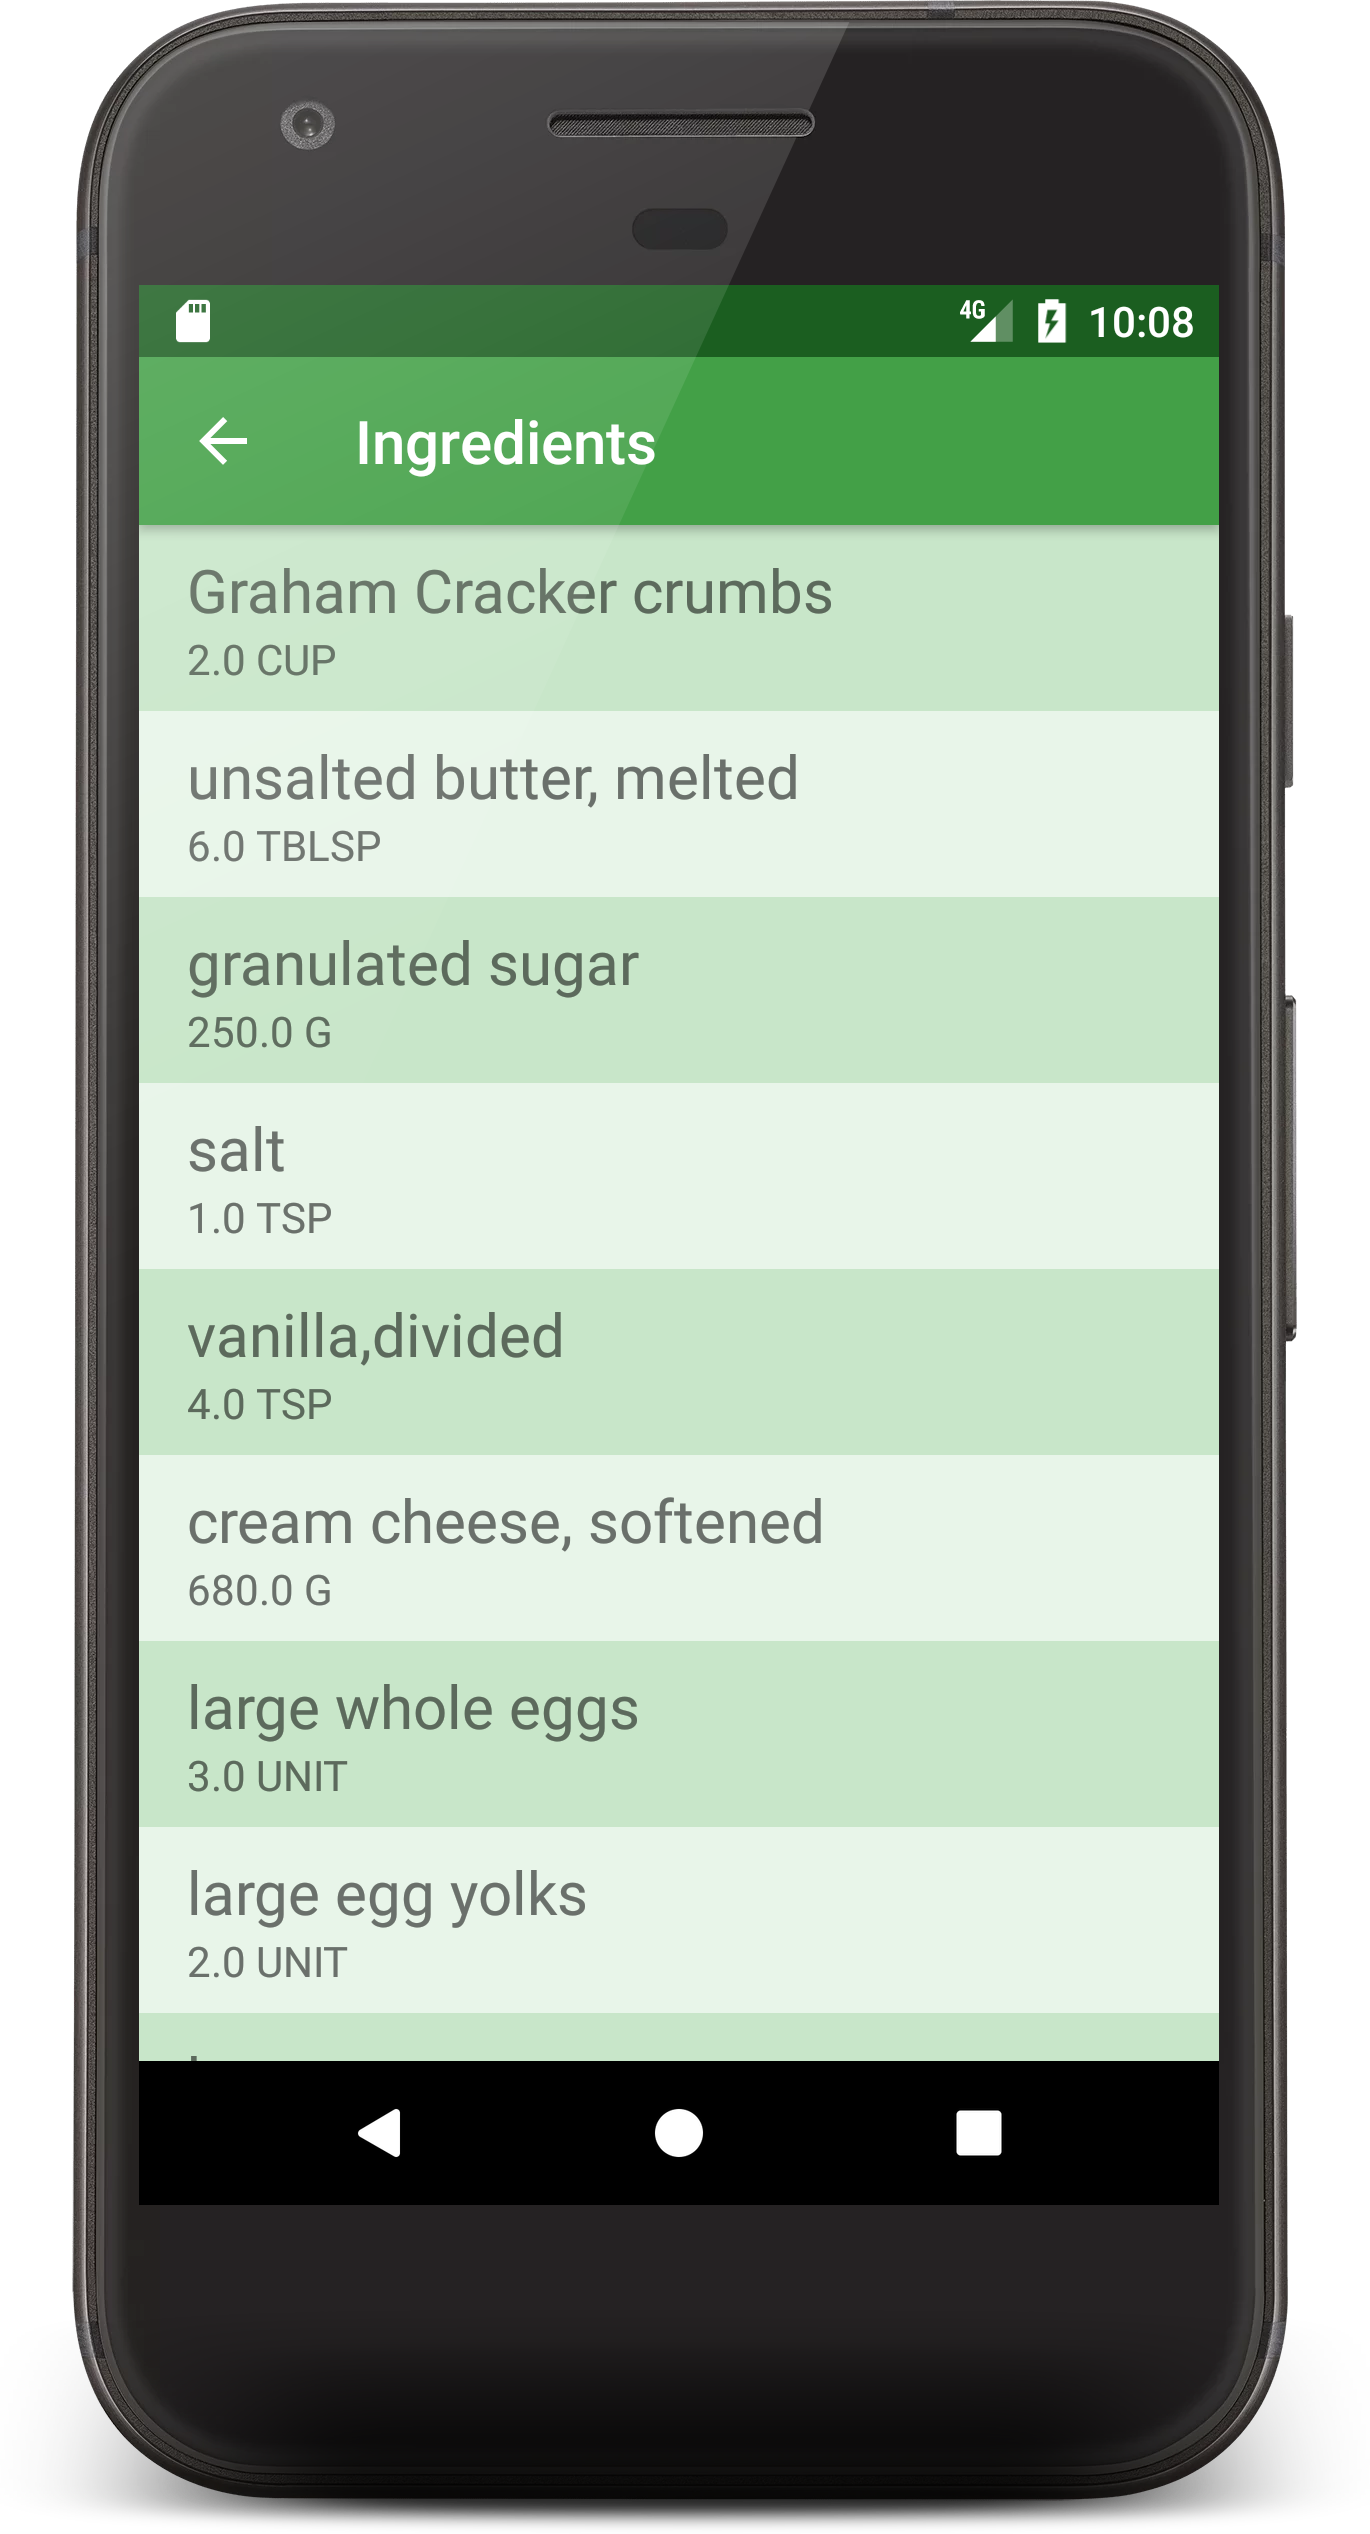 4G 10:08
Ingredients
Graham Cracker crumbs
2.0 CUP
unsalted butter, melted
6.0 TBLSP
granulated sugar
250.0 G
salt
1.0 TSP
vanilla,divided
4.0 TSP
cream cheese, softened
680.0 G
large whole eggs
3.0 UNIT
large egg yolks
2.0 UNIT